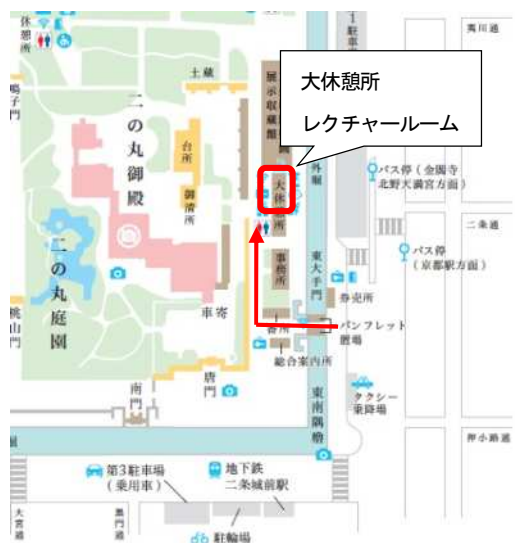 大休憩所
レクチャールーム
休憩所
鳴子門
土蔵
展示収蔵館
1駐車
夷川通
二の丸御殿
台所
御清所
大休
所
外堀
バス停（金閣寺
北野天満宮方面）
二条通
バス停
（京都駅方面）
二の丸庭園
事務所
東大手門
券売所
車寄
桃山門
番所
パンフレット
置場
総合案内所
唐門
南門
東南隅櫓
タクシー
乗降場
押小路通
第3駐車場
（乗用車）
地下鉄
二条城前駅
大宮通
黒門通
駐輪場